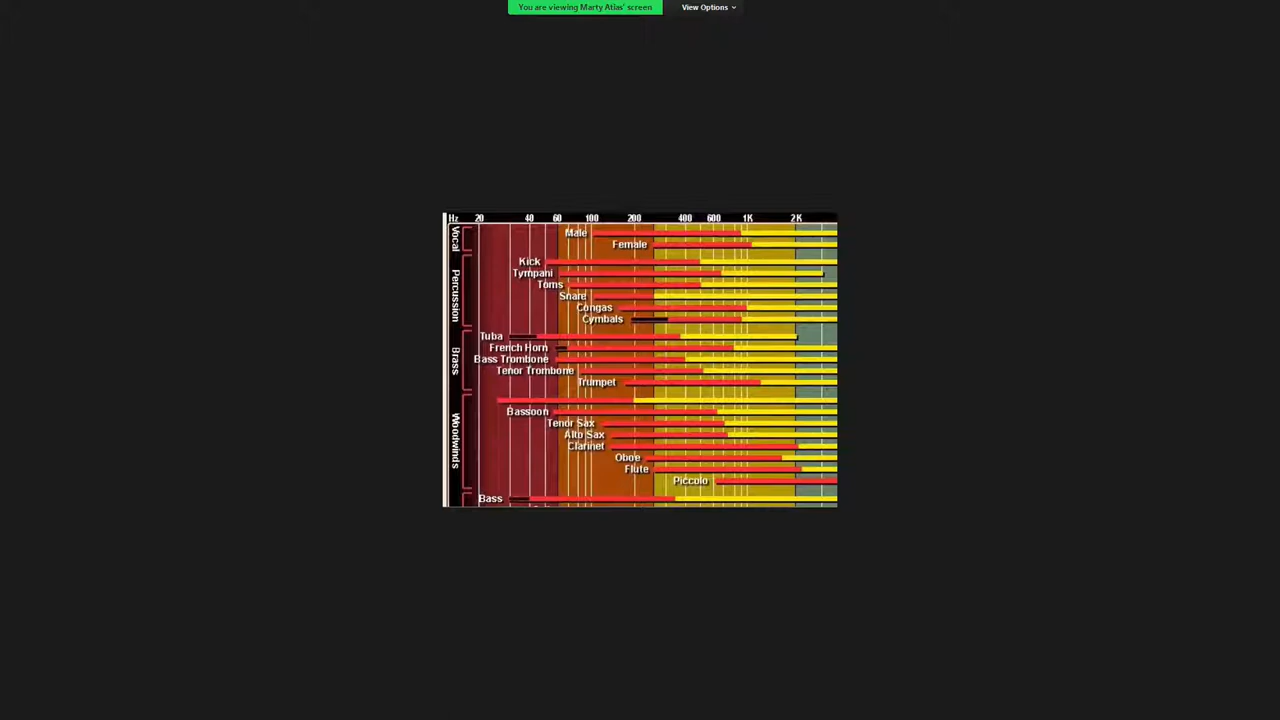 You are viewing Marty Atlas' screen
View Options
Hz 20 40 60 100 200 400 600 1K 2K
Vocal
Male
Female
Percussion
Kick
Tympani
Toms
Snare
Congas
Cymbals
Brass
Tuba
French Horn
Bass Trombone
Tenor Trombone
Trumpet
Woodwinds
Bassoon
Tenor Sax
Alto Sax
Clarinet
Oboe
Flute
Piccolo
Bass